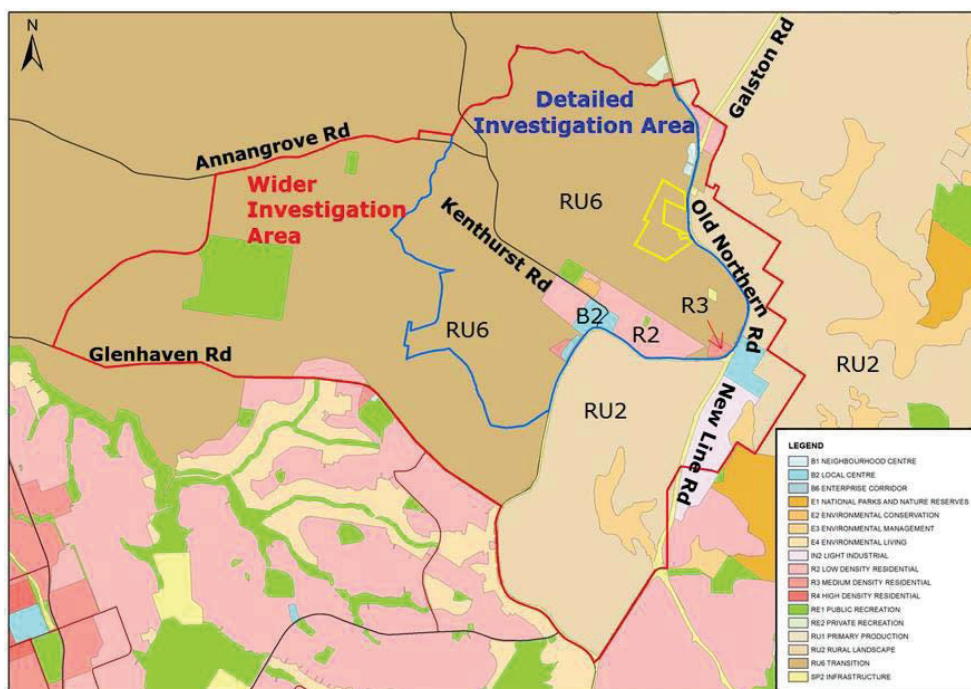 N
Galston Rd
Detailed
Investigation Area
Annangrove Rd
Wider
Investigation
Area
RU6
Kenthurst Rd
Old Northern Rd
R3
B2
R2
RU6
Glenhaven Rd
RU2
RU2
New Line Rd
LEGEND
B1 NEIGHBOURHOOD CENTRE
B2 LOCAL CENTRE
B6 ENTERPRISE CORRIDOR
E1 NATIONAL PARKS AND NATURE RESERVES
E2 ENVIRONMENTAL CONSERVATION
E3 ENVIRONMENTAL MANAGEMENT
E4 ENVIRONMENTAL LIVING
IN2 LIGHT INDUSTRIAL
R2 LOW DENSITY RESIDENTIAL
R3 MEDIUM DENSITY RESIDENTIAL
R4 HIGH DENSITY RESIDENTIAL
RE1 PUBLIC RECREATION
RE2 PRIVATE RECREATION
RU1 PRIMARY PRODUCTION
RU2 RURAL LANDSCAPE
RU6 TRANSITION
SP2 INFRASTRUCTURE